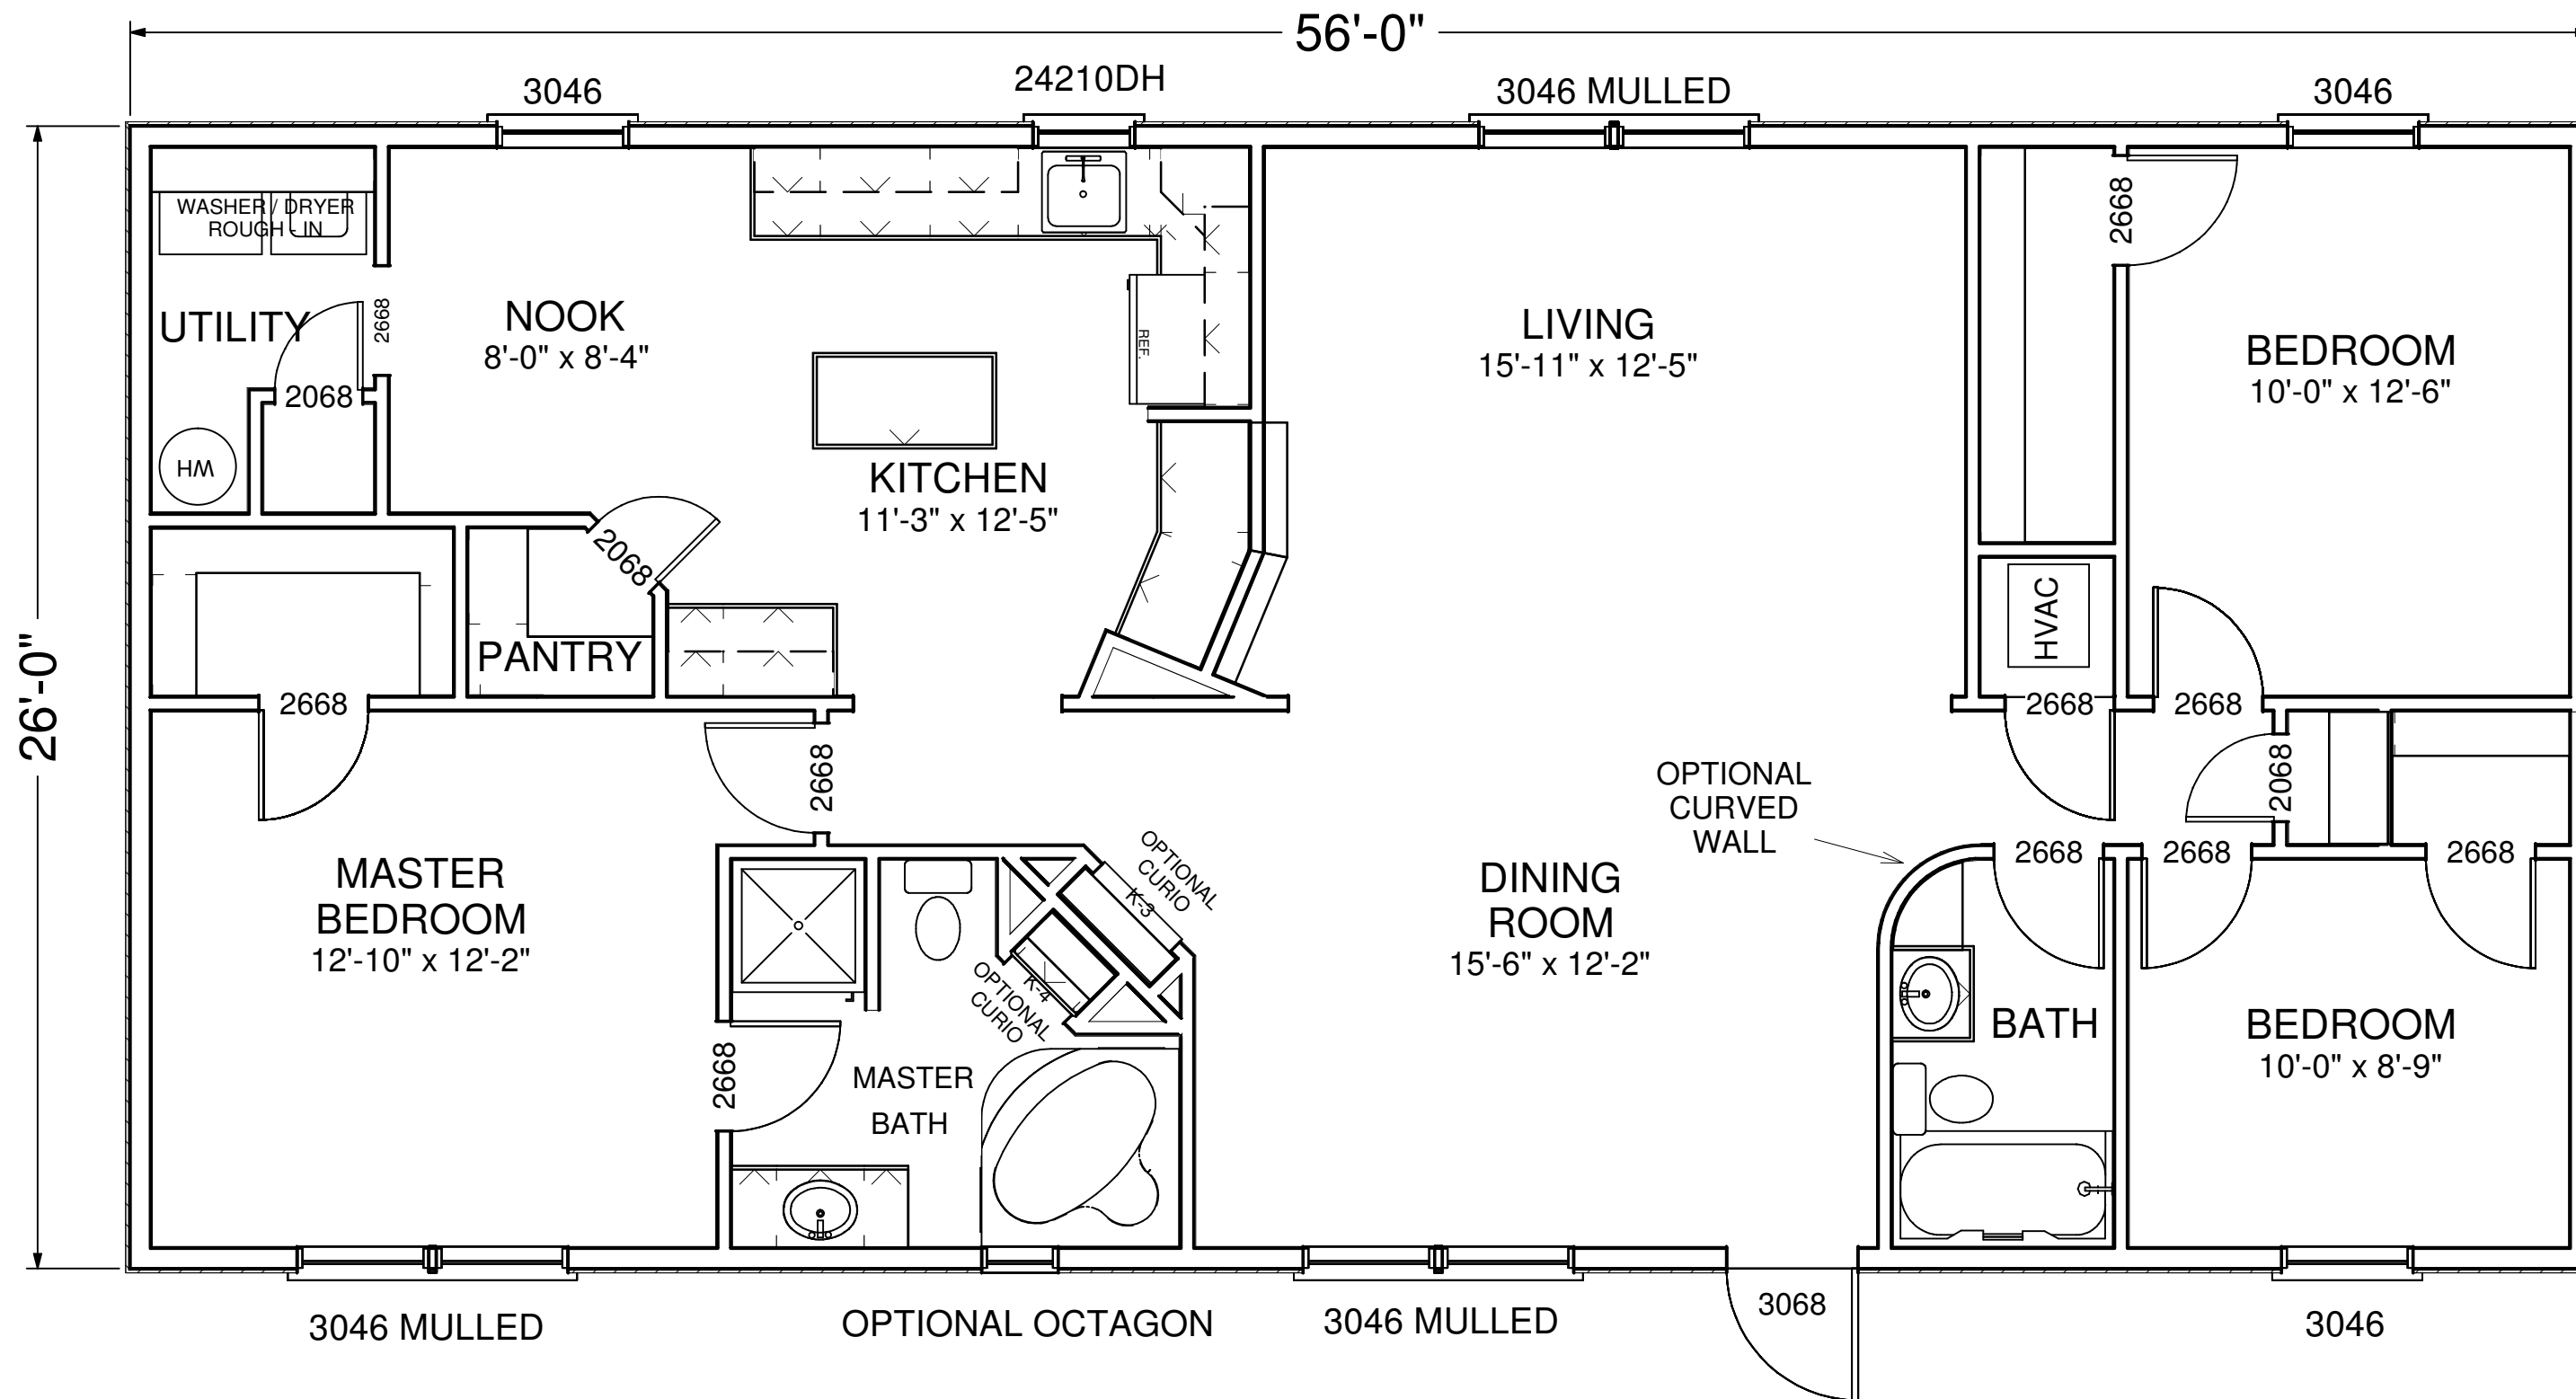 56'-0"
3046
24210DH
3046 MULLED
3046
26'-0"
WASHER / DRYER
ROUGH - IN
2668
UTILITY
2668
NOOK
8'-0" x 8'-4"
REF.
LIVING
15'-11" x 12'-5"
BEDROOM
10'-0" x 12'-6"
2068
WH
KITCHEN
11'-3" x 12'-5"
2068
HVAC
PANTRY
2668
2668
2668
2668
2068
OPTIONAL
CURVED
WALL
2668
2668
2668
MASTER
BEDROOM
12'-10" x 12'-2"
OPTIONAL
CURIO
K-3
DINING
ROOM
15'-6" x 12'-2"
OPTIONAL
CURIO
K-4
BATH
BEDROOM
10'-0" x 8'-9"
2668
MASTER
BATH
3046 MULLED
OPTIONAL OCTAGON
3046 MULLED
3068
3046